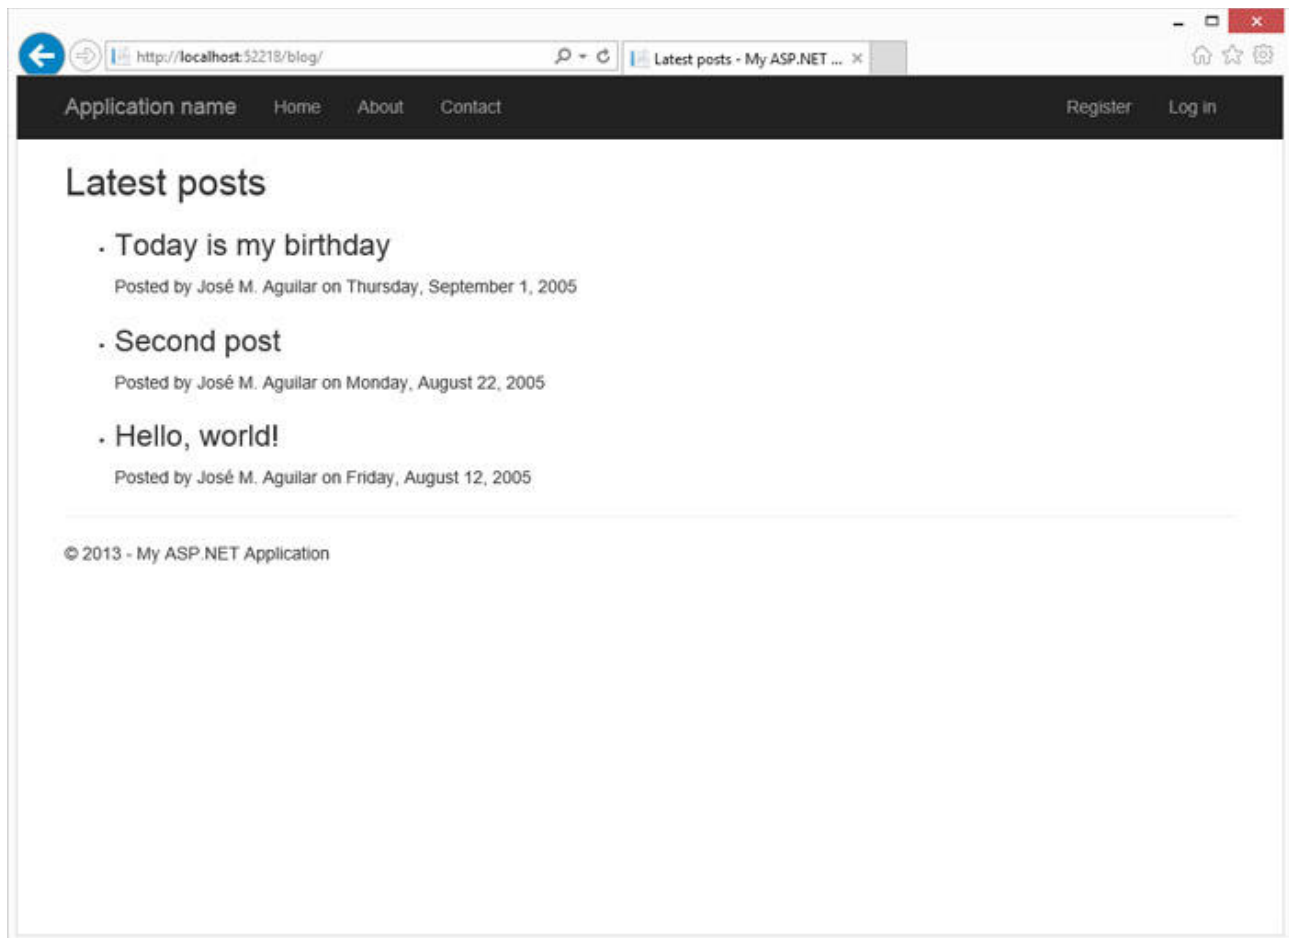 http://localhost:52218/blog/
Latest posts - My ASP.NET ...
Application name Home About Contact Register Log in
Latest posts
Today is my birthday
Posted by José M. Aguilar on Thursday, September 1, 2005
Second post
Posted by José M. Aguilar on Monday, August 22, 2005
Hello, world!
Posted by José M. Aguilar on Friday, August 12, 2005
© 2013 - My ASP.NET Application